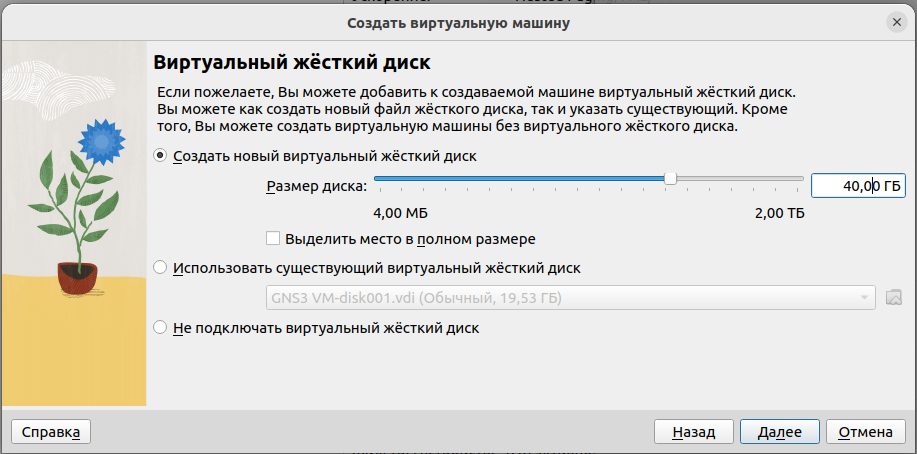 Создать виртуальную машину
Виртуальный жёсткий диск
Если пожелаете, Вы можете добавить к создаваемой машине виртуальный жёсткий диск.
Вы можете как создать новый файл жёсткого диска, так и указать существующий. Кроме
того, Вы можете создать виртуальную машины без виртуального жёсткого диска.
Создать новый виртуальный жёсткий диск
Размер диска:
40,00 ГБ
4,00 МБ
2,00 ТБ
Выделить место в полном размере
Использовать существующий виртуальный жёсткий диск
GNS3 VM-disk001.vdi (Обычный, 19,53 ГБ)
Не подключать виртуальный жёсткий диск
Справка
Назад
Далее
Отмена